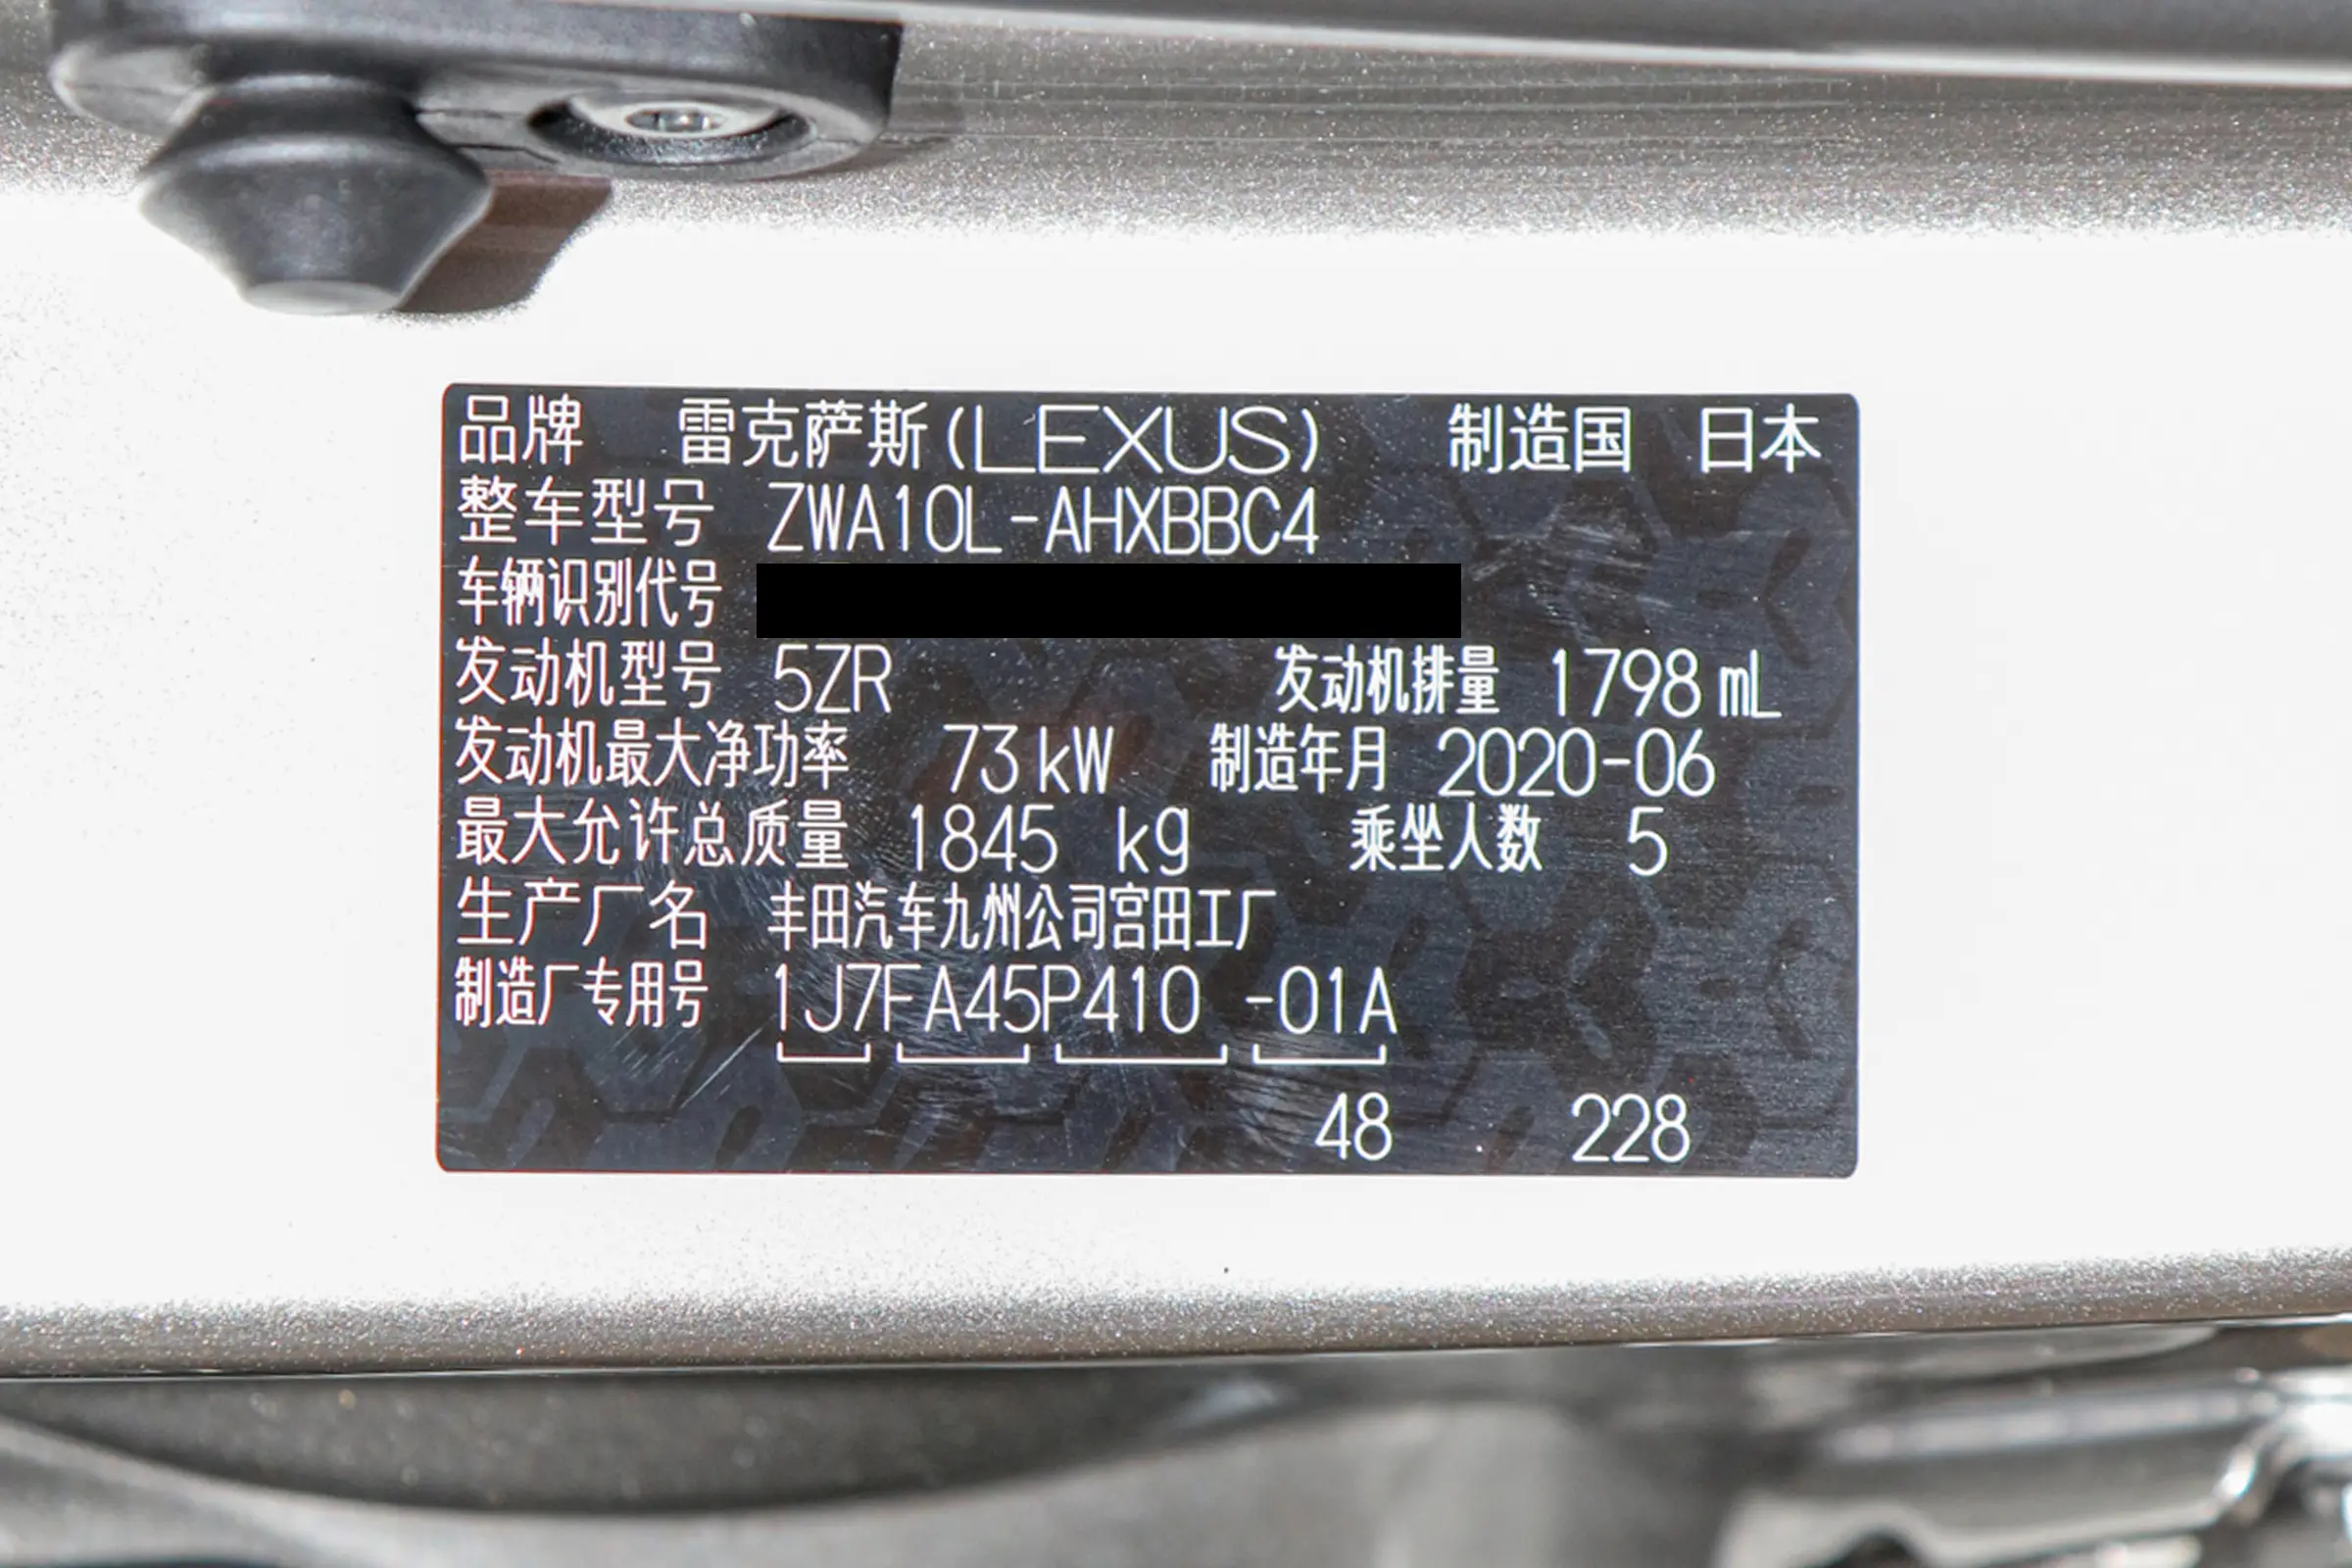 品牌 雷克萨斯(LEXUS) 制造国 日本
整车型号 ZWA10L-AHXBBC4
车辆识别代号
发动机型号 5ZR 发动机排量 1798 mL
发动机最大净功率 73 kW 制造年月 2020-06
最大允许总质量 1845 kg 乘坐人数 5
生产厂名 丰田汽车九州公司宫田工厂
制造厂专用号 1J7FA45P410 -01A
48 228